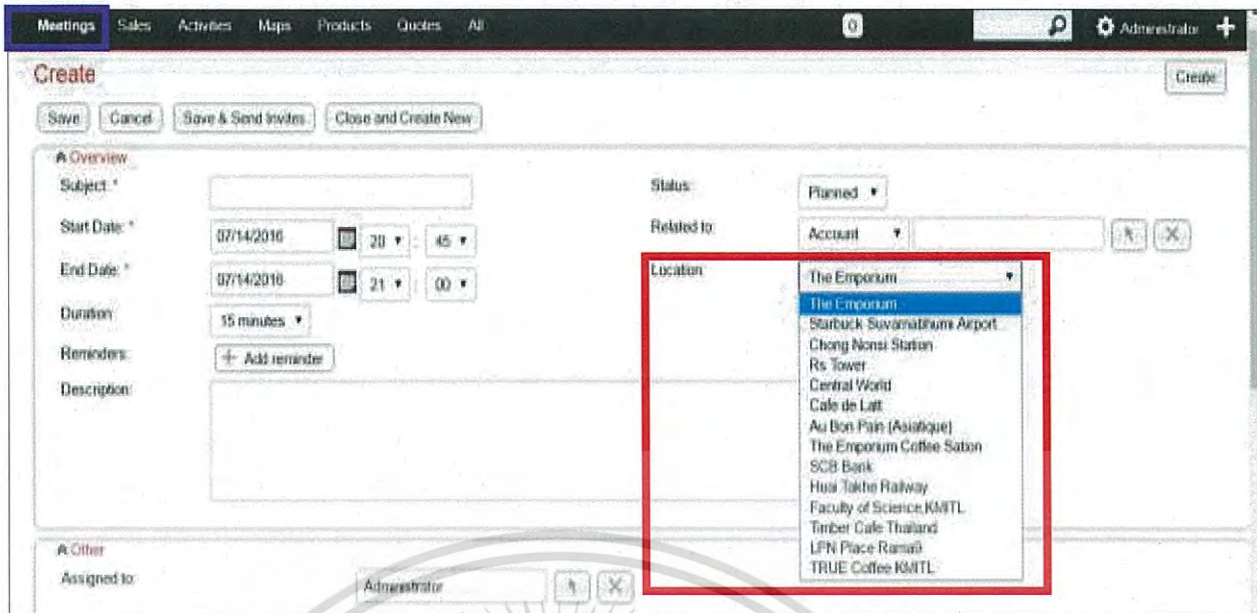 Meetings Sales Activities Maps Products Quotes All 0 Administrator
Create Create
Save Cancel Save & Send Invites Close and Create New
Overview
Subject: * Status: Planned
Start Date: * 07/14/2016 20 : 45 Related to: Account
End Date: * 07/14/2016 21 : 00 Location: The Emporium
Duration: 15 minutes
Reminders: Add reminder
Description:
The Emporium
Starbuck Suvarnabhumi Airport
Chong Nonsi Station
Rs Tower
Central World
Cafe de Latt
Au Bon Pain (Asiatique)
The Emporium Coffee Sation
SCB Bank
Huai Takhe Railway
Faculty of Science,KMITL
Timber Cafe Thailand
LPN Place Rama9
TRUE Coffee KMITL
Other
Assigned to: Administrator